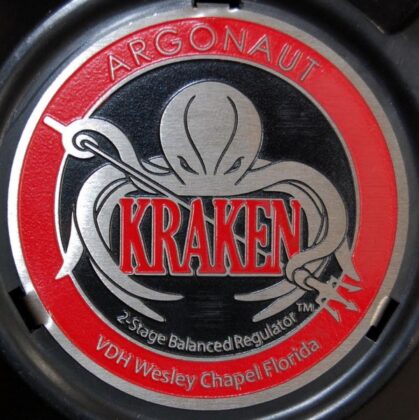 ARGONAUT
KRAKEN
2-Stage Balanced Regulator™
VDH Wesley Chapel Florida